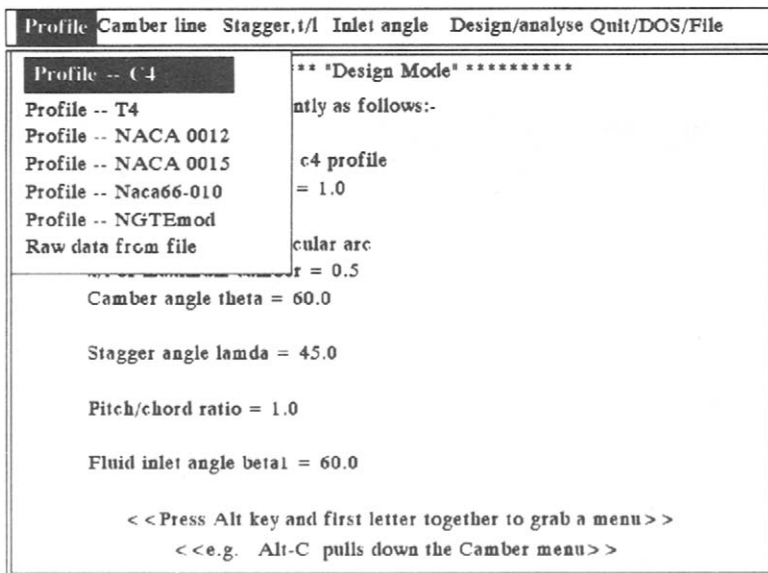 Profile Camber line Stagger,t/l Inlet angle Design/analyse Quit/DOS/File
Profile -- C4
Profile -- T4
Profile -- NACA 0012
Profile -- NACA 0015
Profile -- Naca66-010
Profile -- NGTEmod
Raw data from file
** "Design Mode" **********
ntly as follows:-
c4 profile
= 1.0
cular arc
r = 0.5
Camber angle theta = 60.0
Stagger angle lamda = 45.0
Pitch/chord ratio = 1.0
Fluid inlet angle beta1 = 60.0
< <Press Alt key and first letter together to grab a menu> >
< <e.g. Alt-C pulls down the Camber menu> >